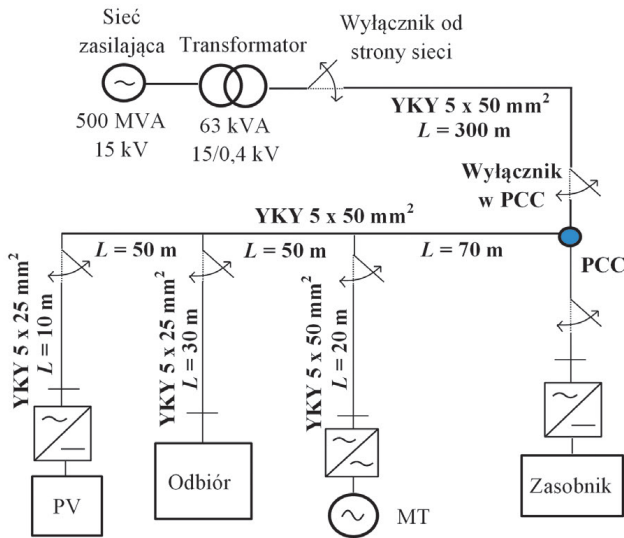 Sieć
zasilająca
Transformator
Wyłącznik od
strony sieci
500 MVA
15 kV
63 kVA
15/0,4 kV
YKY 5 x 50 mm²
L = 300 m
Wyłącznik
w PCC
YKY 5 x 50 mm²
L = 50 m
L = 50 m
L = 70 m
PCC
YKY 5 x 25 mm²
L = 10 m
YKY 5 x 25 mm²
L = 30 m
YKY 5 x 50 mm²
L = 20 m
PV
Odbiór
MT
Zasobnik